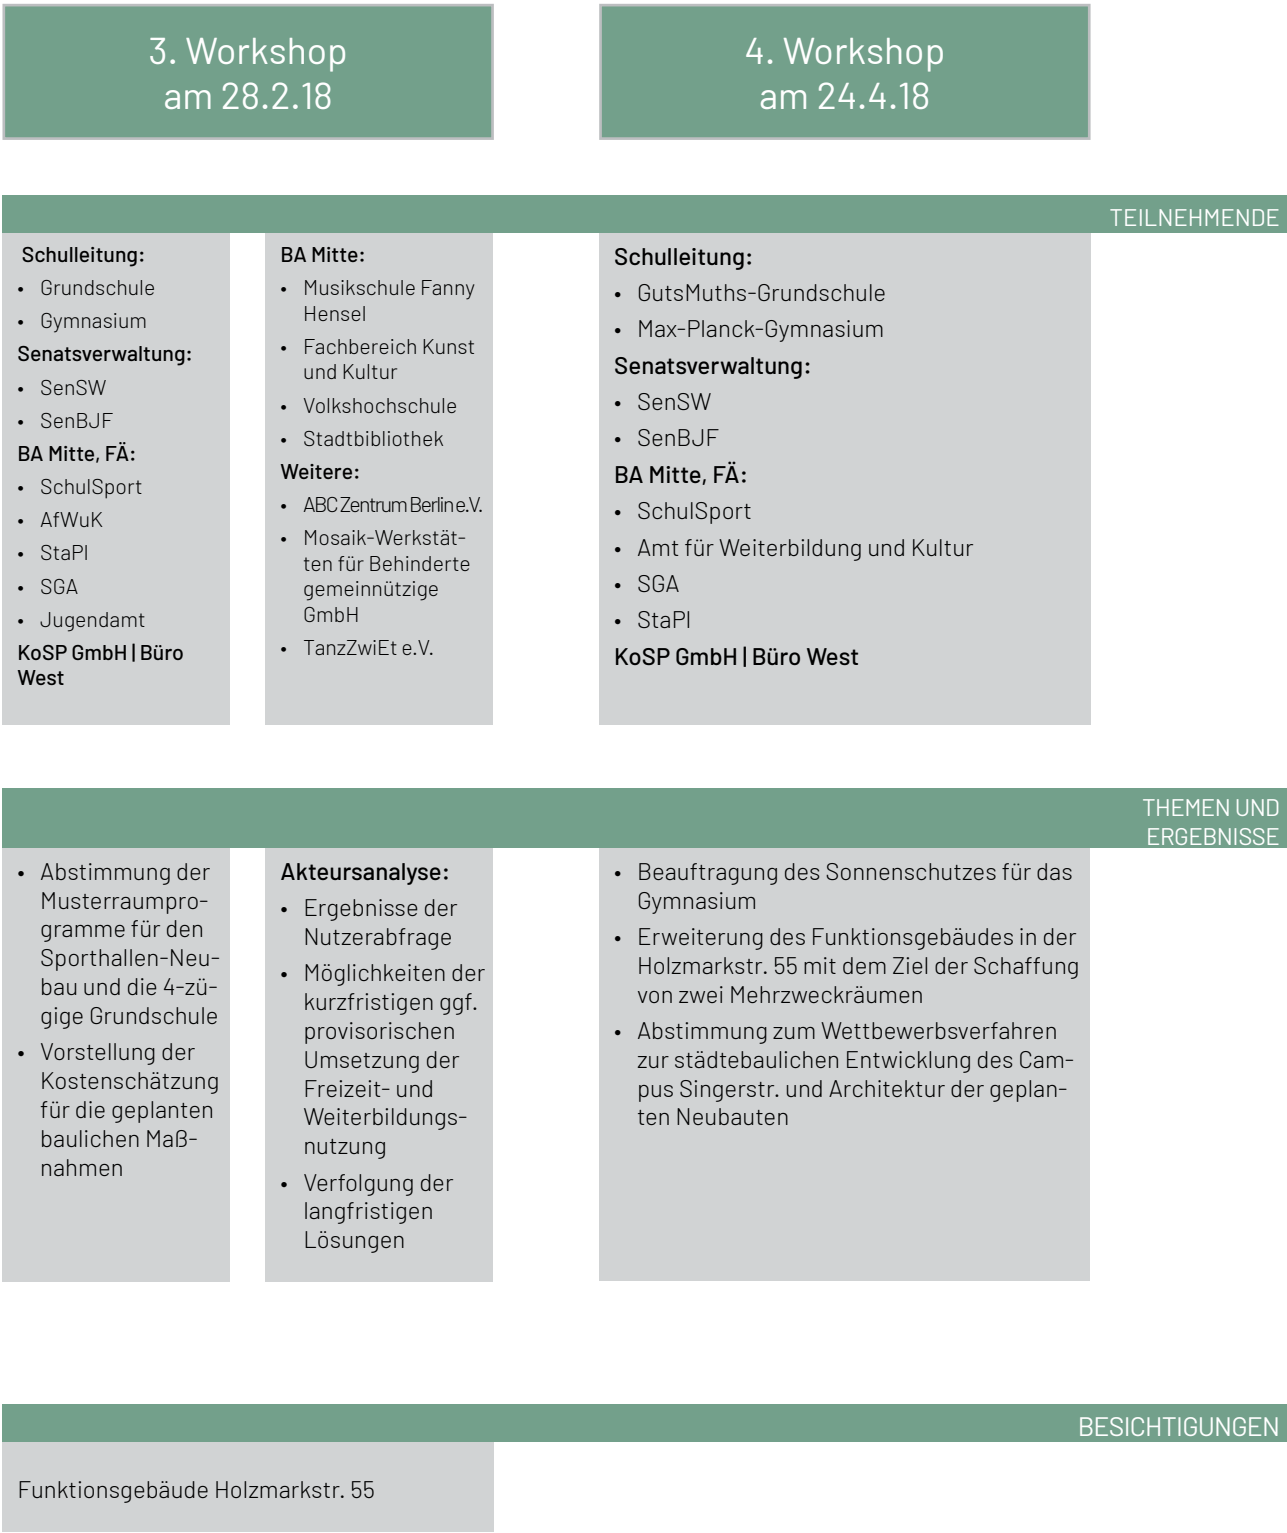 3. Workshop
am 28.2.18
4. Workshop
am 24.4.18
TEILNEHMENDE
Schulleitung:
• Grundschule
• Gymnasium
Senatsverwaltung:
• SenSW
• SenBJF
BA Mitte, FÄ:
• SchulSport
• AfWuK
• StaPl
• SGA
• Jugendamt
KoSP GmbH | Büro
West
BA Mitte:
• Musikschule Fanny
Hensel
• Fachbereich Kunst
und Kultur
• Volkshochschule
• Stadtbibliothek
Weitere:
• ABC Zentrum Berlin e.V.
• Mosaik-Werkstät-
ten für Behinderte
gemeinnützige
GmbH
• TanzZwiEt e.V.
Schulleitung:
• GutsMuths-Grundschule
• Max-Planck-Gymnasium
Senatsverwaltung:
• SenSW
• SenBJF
BA Mitte, FÄ:
• SchulSport
• Amt für Weiterbildung und Kultur
• SGA
• StaPl
KoSP GmbH | Büro West
THEMEN UND
ERGEBNISSE
• Abstimmung der
Musterraumpro-
gramme für den
Sporthallen-Neu-
bau und die 4-zü-
gige Grundschule
• Vorstellung der
Kostenschätzung
für die geplanten
baulichen Maß-
nahmen
Akteursanalyse:
• Ergebnisse der
Nutzerabfrage
• Möglichkeiten der
kurzfristigen ggf.
provisorischen
Umsetzung der
Freizeit- und
Weiterbildungs-
nutzung
• Verfolgung der
langfristigen
Lösungen
• Beauftragung des Sonnenschutzes für das
Gymnasium
• Erweiterung des Funktionsgebäudes in der
Holzmarkstr. 55 mit dem Ziel der Schaffung
von zwei Mehrzweckräumen
• Abstimmung zum Wettbewerbsverfahren
zur städtebaulichen Entwicklung des Cam-
pus Singerstr. und Architektur der geplan-
ten Neubauten
BESICHTIGUNGEN
Funktionsgebäude Holzmarkstr. 55